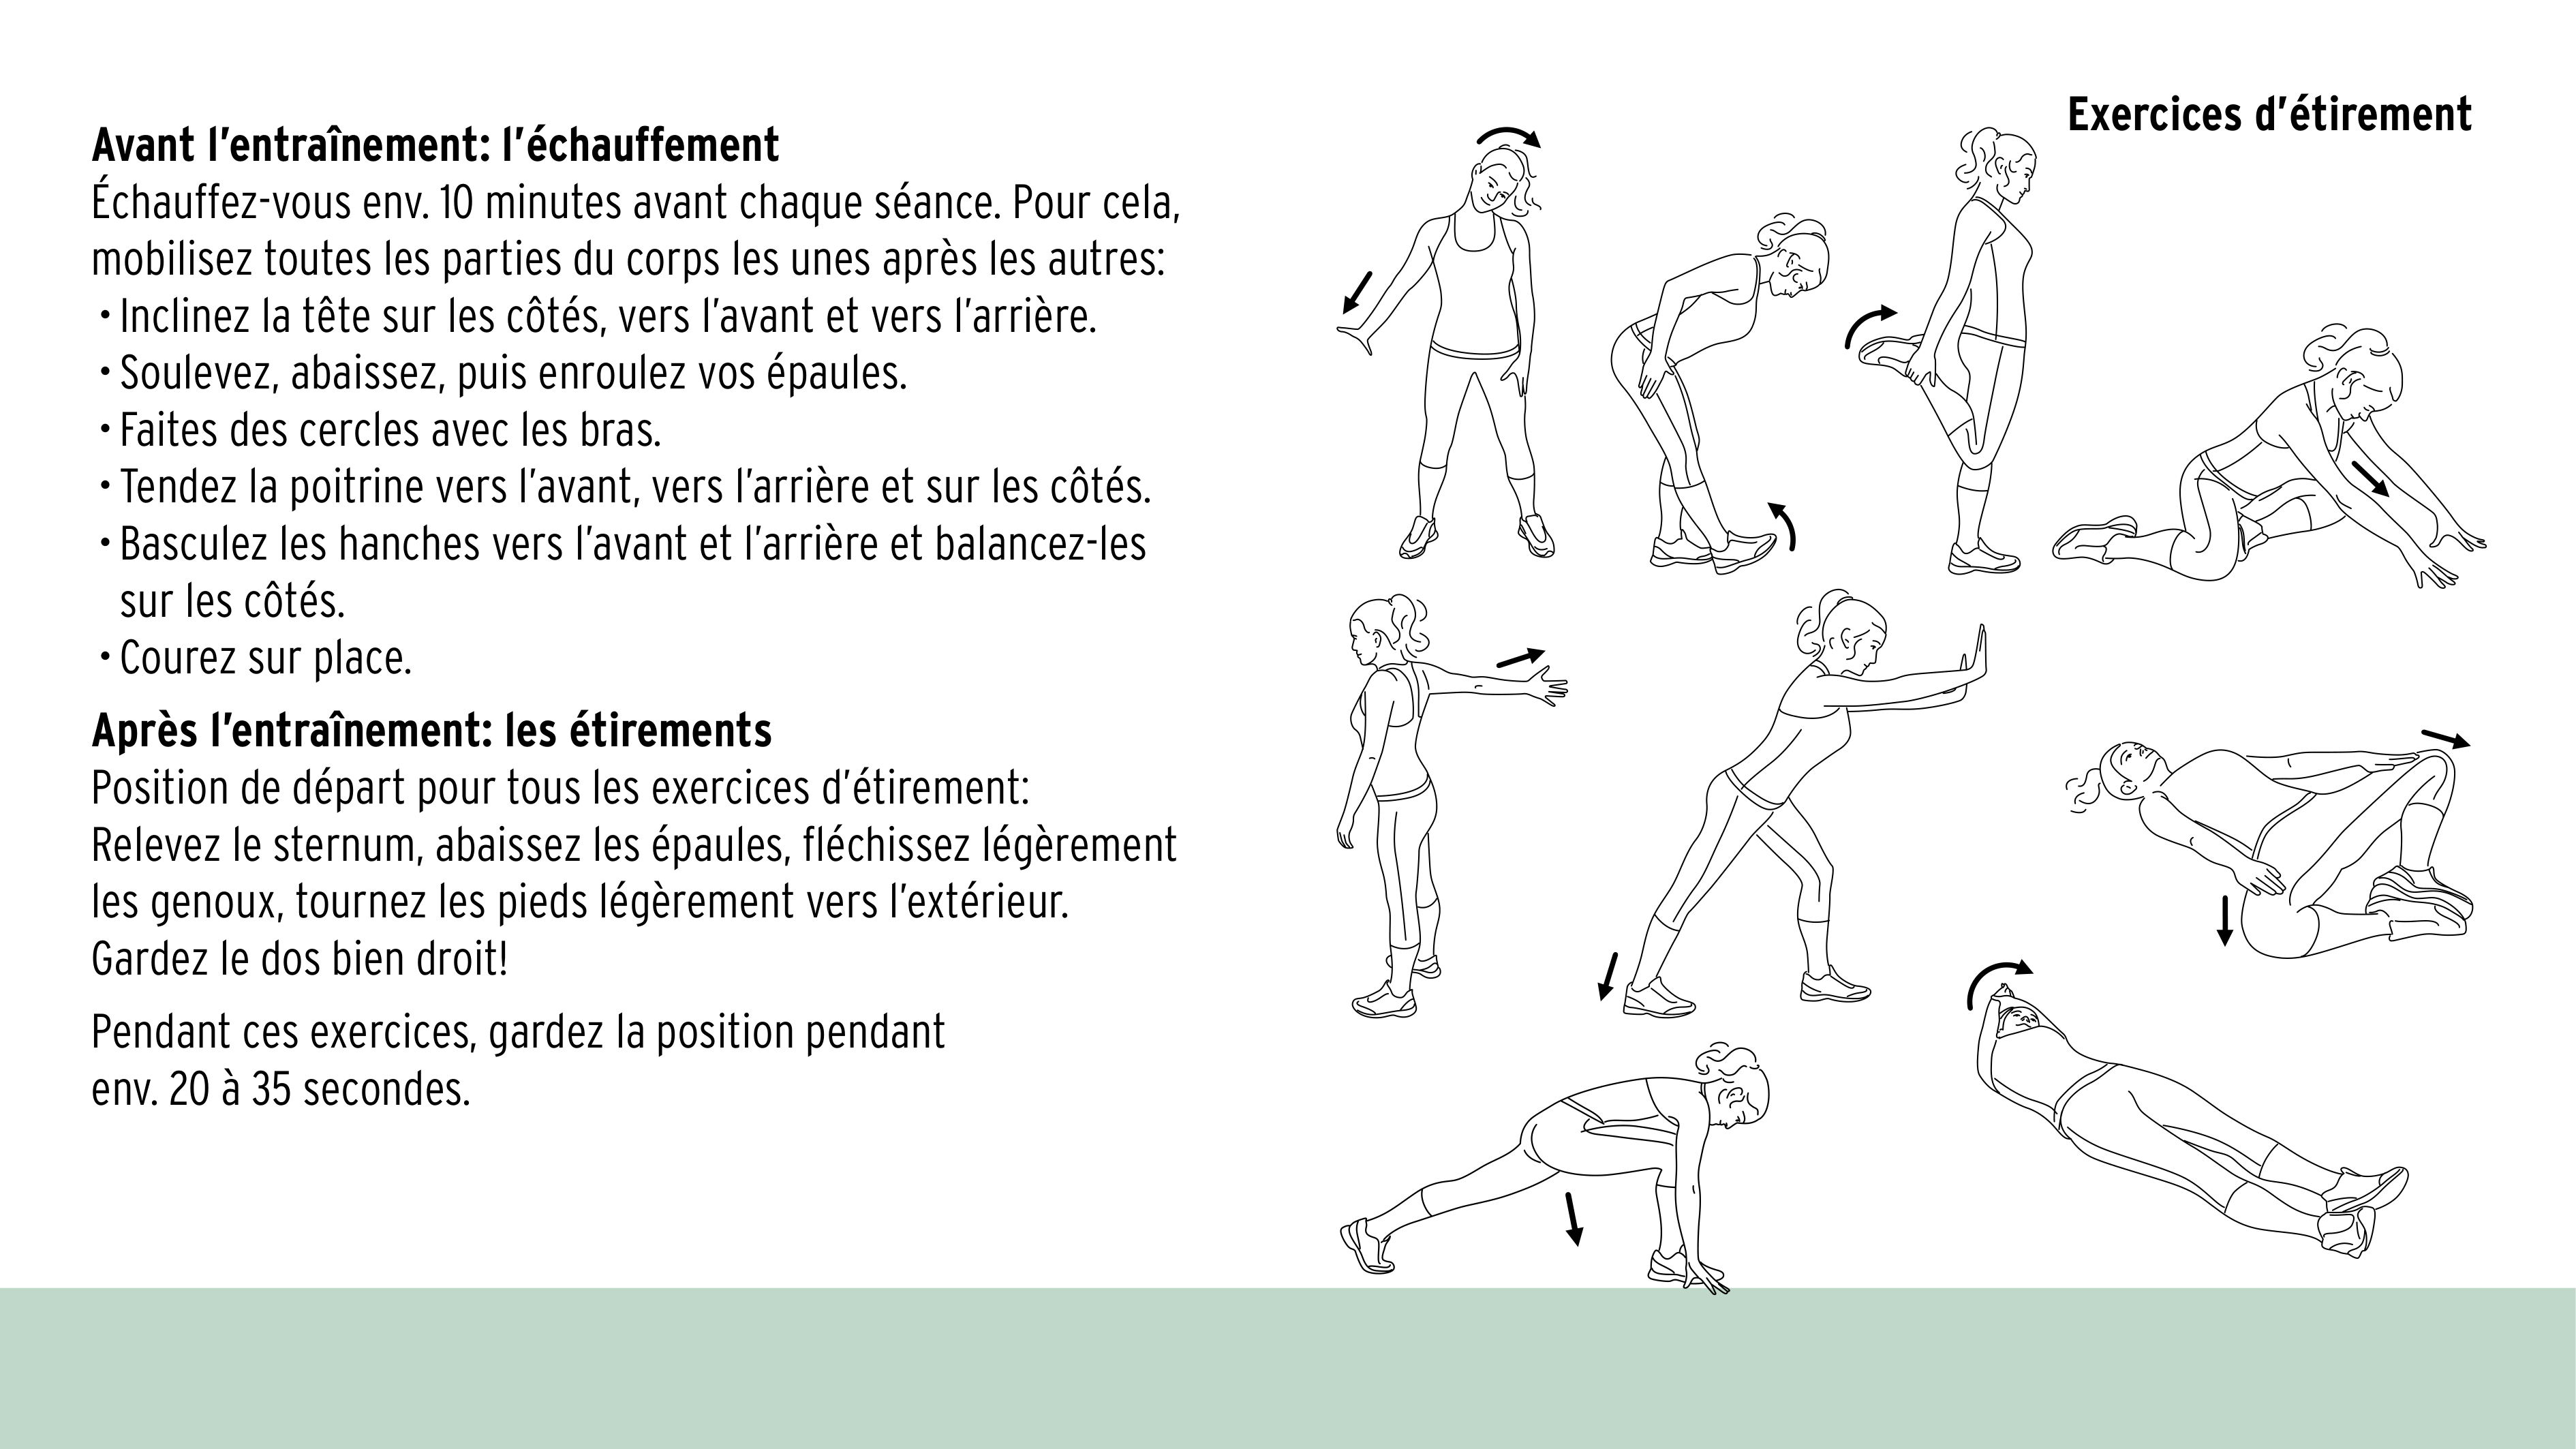 Avant l’entraînement: l’échauffement
Échauffez-vous env. 10 minutes avant chaque séance. Pour cela,
mobilisez toutes les parties du corps les unes après les autres:
• Inclinez la tête sur les côtés, vers l’avant et vers l’arrière.
• Soulevez, abaissez, puis enroulez vos épaules.
• Faites des cercles avec les bras.
• Tendez la poitrine vers l’avant, vers l’arrière et sur les côtés.
• Basculez les hanches vers l’avant et l’arrière et balancez-les
sur les côtés.
• Courez sur place.
Après l’entraînement: les étirements
Position de départ pour tous les exercices d’étirement:
Relevez le sternum, abaissez les épaules, fléchissez légèrement
les genoux, tournez les pieds légèrement vers l’extérieur.
Gardez le dos bien droit!
Pendant ces exercices, gardez la position pendant
env. 20 à 35 secondes.
Exercices d’étirement